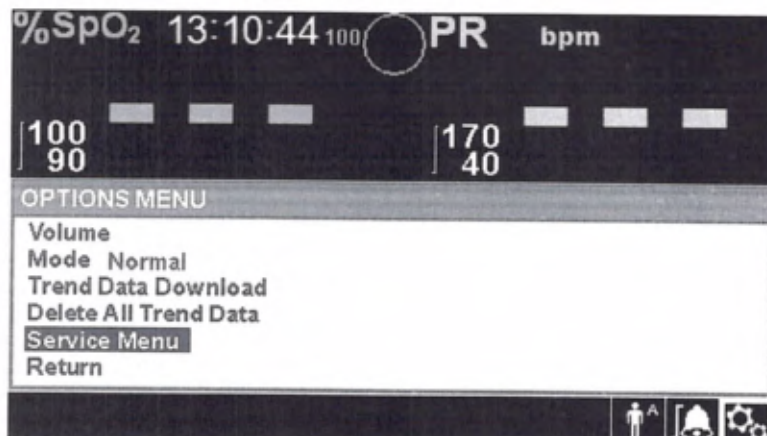 %SpO₂ 13:10:44 100 PR bpm
--- ---
100 170
90 40
OPTIONS MENU
Volume
Mode Normal
Trend Data Download
Delete All Trend Data
Service Menu
Return
A